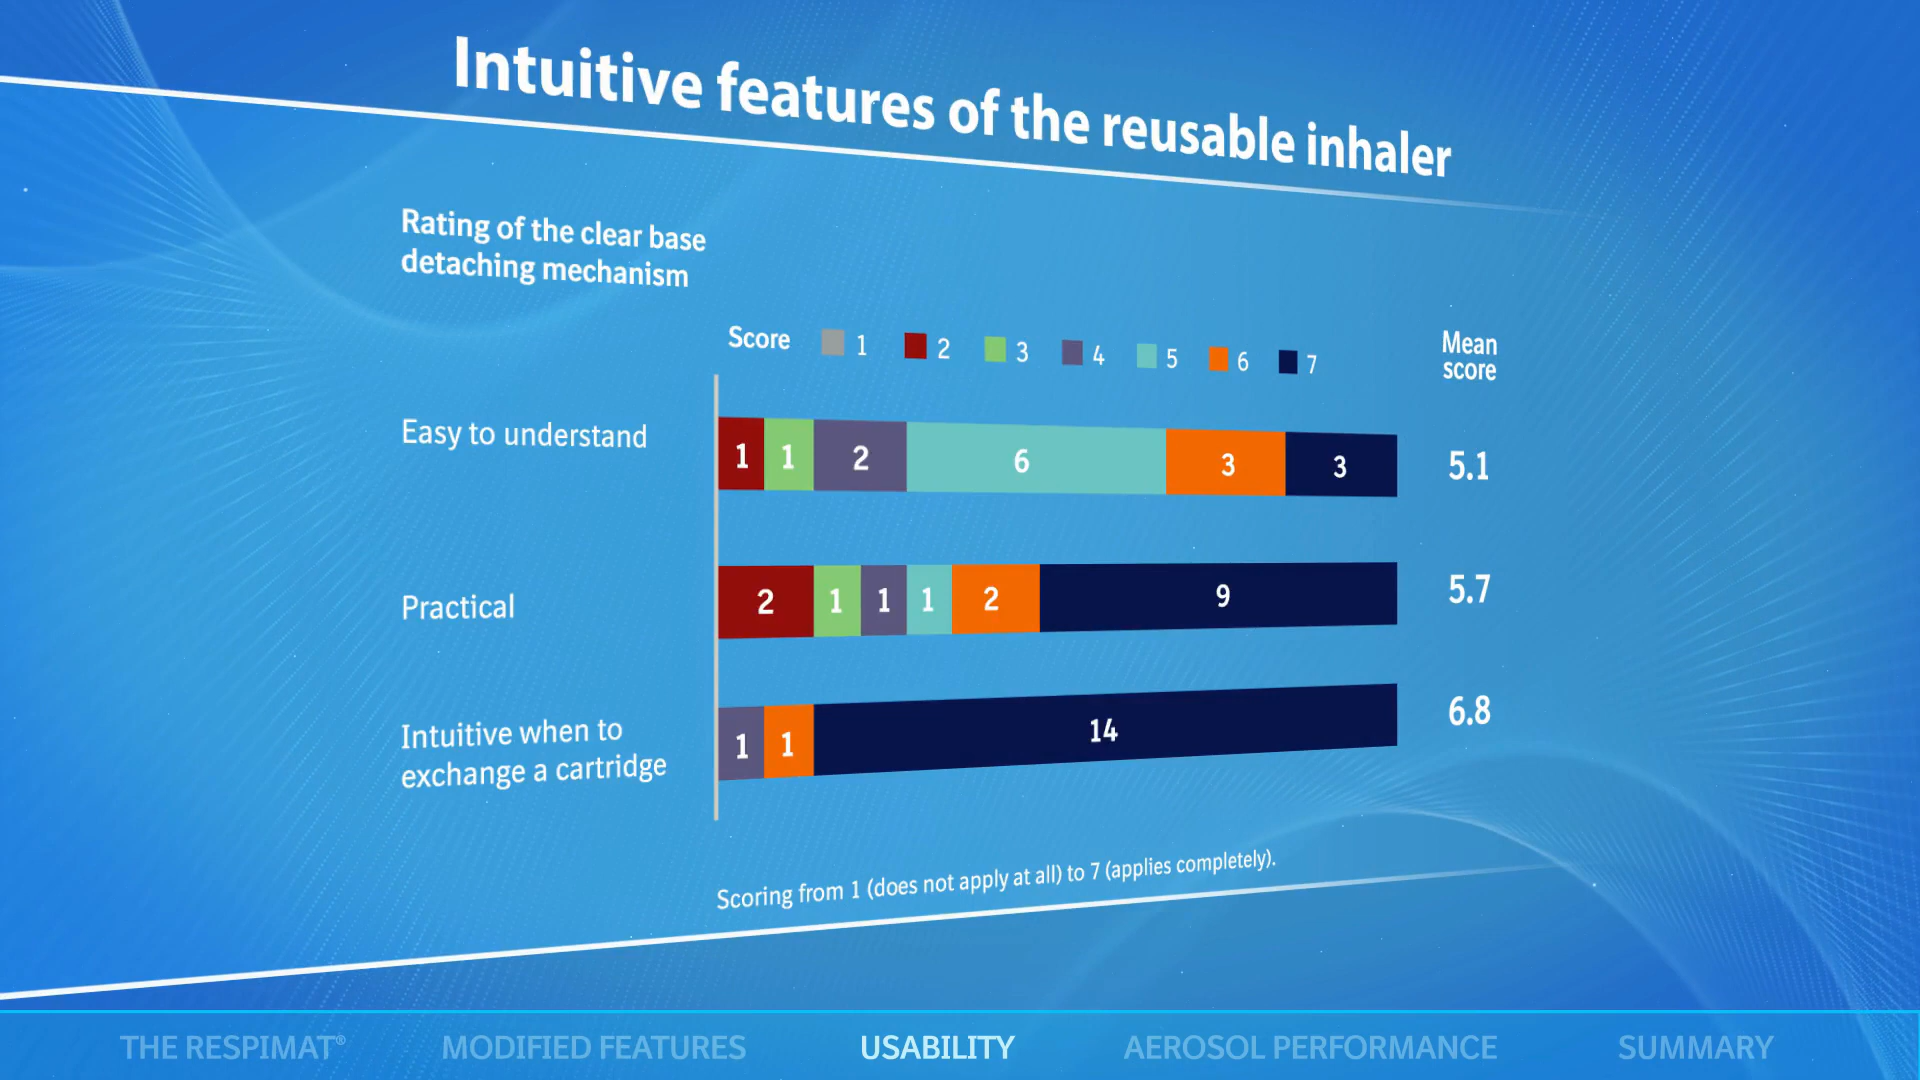 Intuitive features of the reusable inhaler
Rating of the clear base
detaching mechanism
Score 1 2 3 4 5 6 7
Mean
score
Easy to understand
1 1 2 6 3 3 5.1
Practical
2 1 1 1 2 9 5.7
Intuitive when to
exchange a cartridge
1 1 14 6.8
Scoring from 1 (does not apply at all) to 7 (applies completely).
THE RESPIMAT® MODIFIED FEATURES USABILITY AEROSOL PERFORMANCE SUMMARY